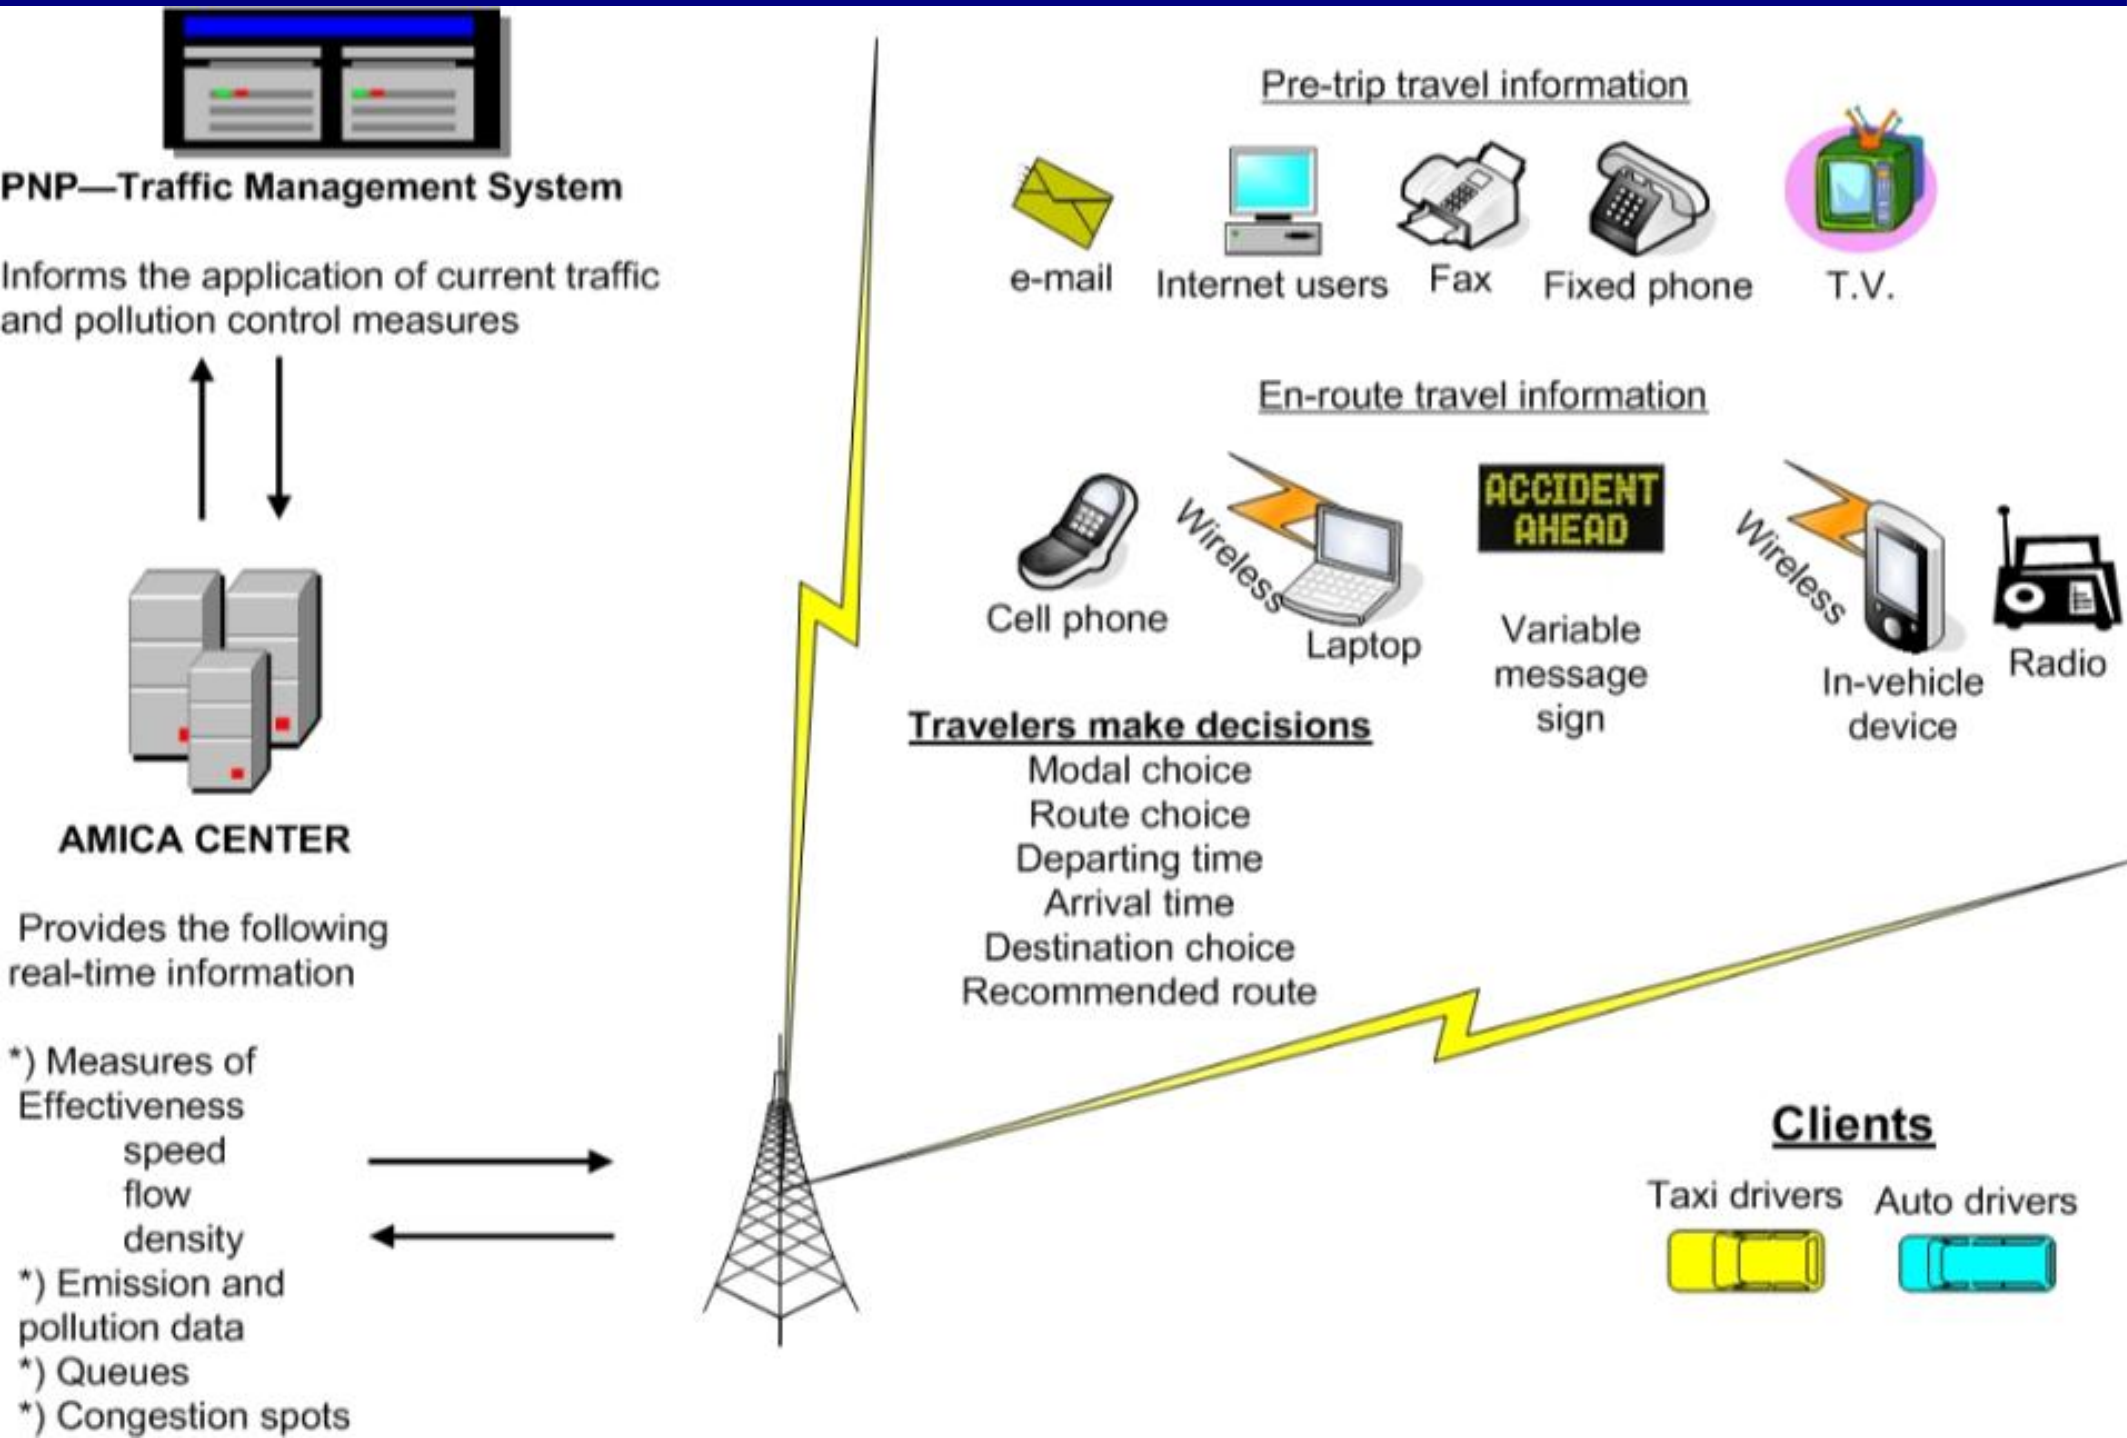 PNP—Traffic Management System
Informs the application of current traffic
and pollution control measures
AMICA CENTER
Provides the following
real-time information
*) Measures of
Effectiveness
speed
flow
density
*) Emission and
pollution data
*) Queues
*) Congestion spots
Pre-trip travel information
e-mail
Internet users
Fax
Fixed phone
T.V.
En-route travel information
Cell phone
Wireless
Laptop
ACCIDENT
AHEAD
Variable
message
sign
Wireless
In-vehicle
device
Radio
Travelers make decisions
Modal choice
Route choice
Departing time
Arrival time
Destination choice
Recommended route
Clients
Taxi drivers
Auto drivers